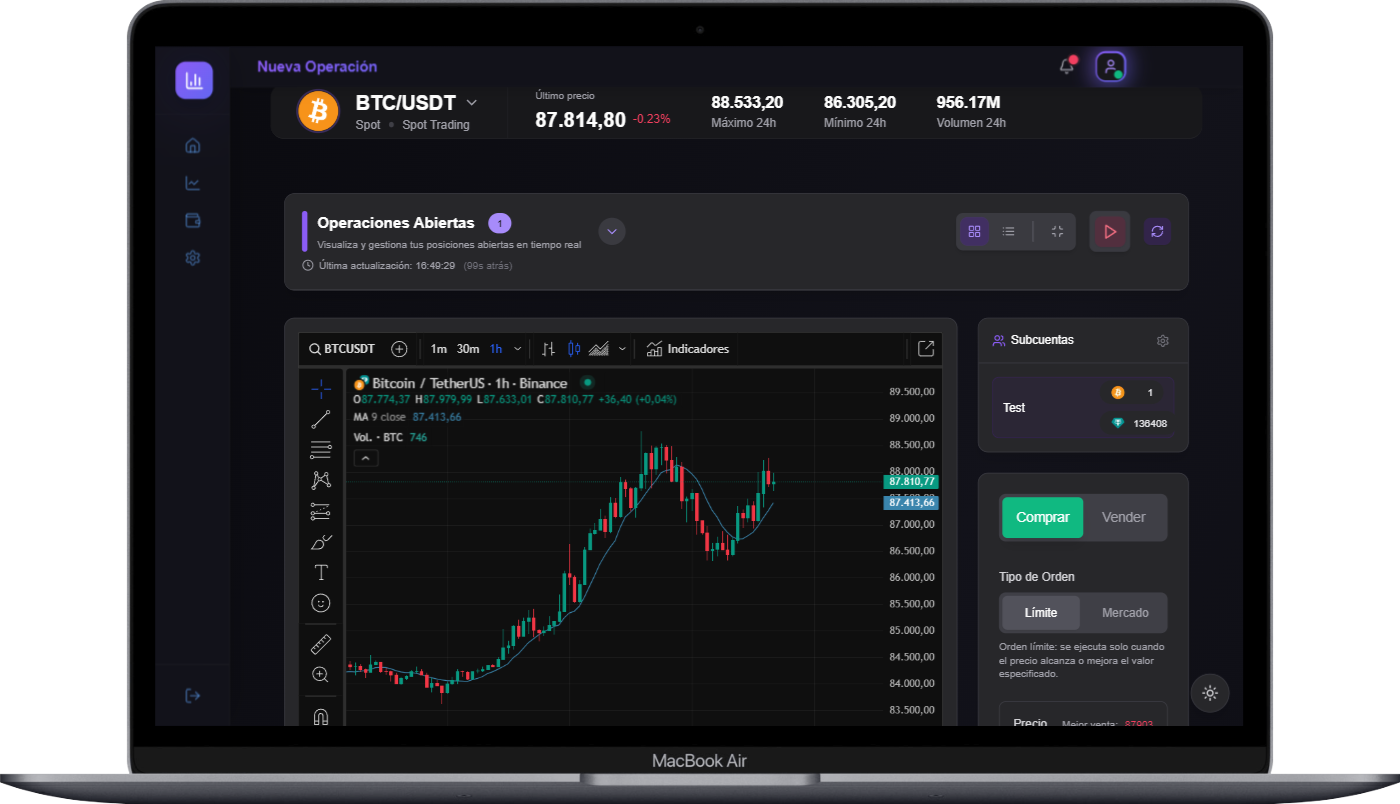 Nueva Operación
BTC/USDT
Spot • Spot Trading
Último precio
87.814,80 -0.23%
88.533,20
Máximo 24h
86.305,20
Mínimo 24h
956.17M
Volumen 24h
Operaciones Abiertas 1
Visualiza y gestiona tus posiciones abiertas en tiempo real
Última actualización: 16:49:29 (99s atrás)
BTCUSDT 1m 30m 1h Indicadores
Bitcoin / TetherUS · 1h · Binance
O87.774,37 H87.979,99 L87.633,01 C87.810,77 +36,40 (+0,04%)
MA 9 close 87.413,66
Vol. · BTC 746
89.500,00
89.000,00
88.500,00
88.000,00
87.810,77
87.413,66
87.000,00
86.500,00
86.000,00
85.500,00
85.000,00
84.500,00
84.000,00
83.500,00
Subcuentas
Test
1
136408
Comprar Vender
Tipo de Orden
Límite Mercado
Orden límite: se ejecuta solo cuando
el precio alcanza o mejora el valor
especificado.
Precio Mejor venta: 87903
MacBook Air